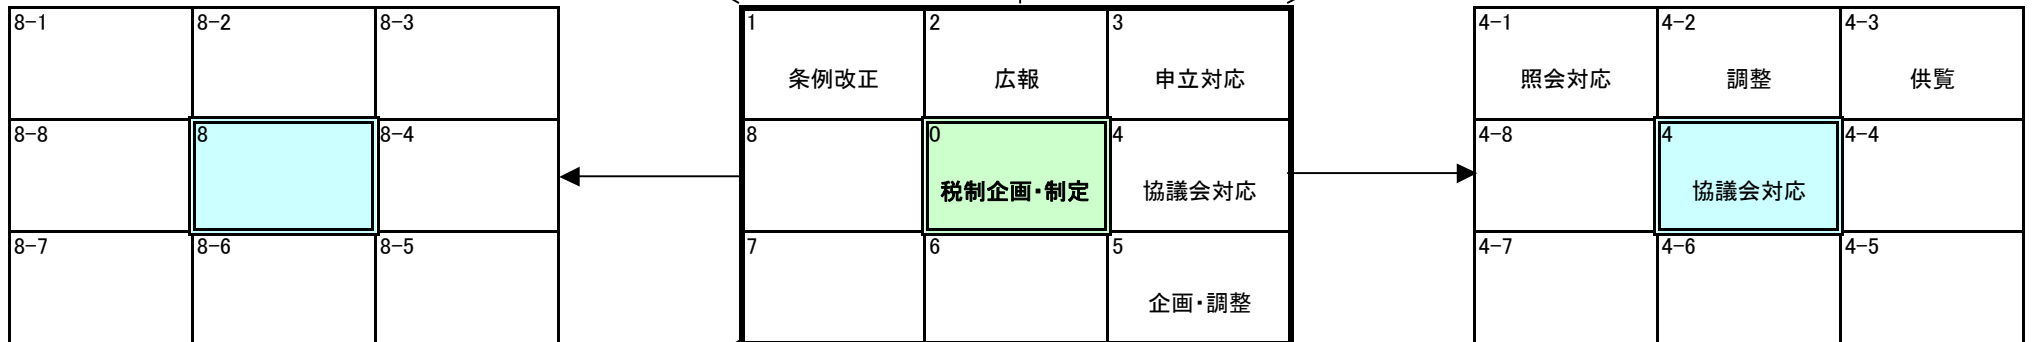 8-1 8-2 8-3
8-8 8 8-4
8-7 8-6 8-5
1 2 3
条例改正 広報 申立対応
8 0 4
税制企画・制定 協議会対応
7 6 5
企画・調整
4-1 4-2 4-3
照会対応 調整 供覧
4-8 4 4-4
協議会対応
4-7 4-6 4-5